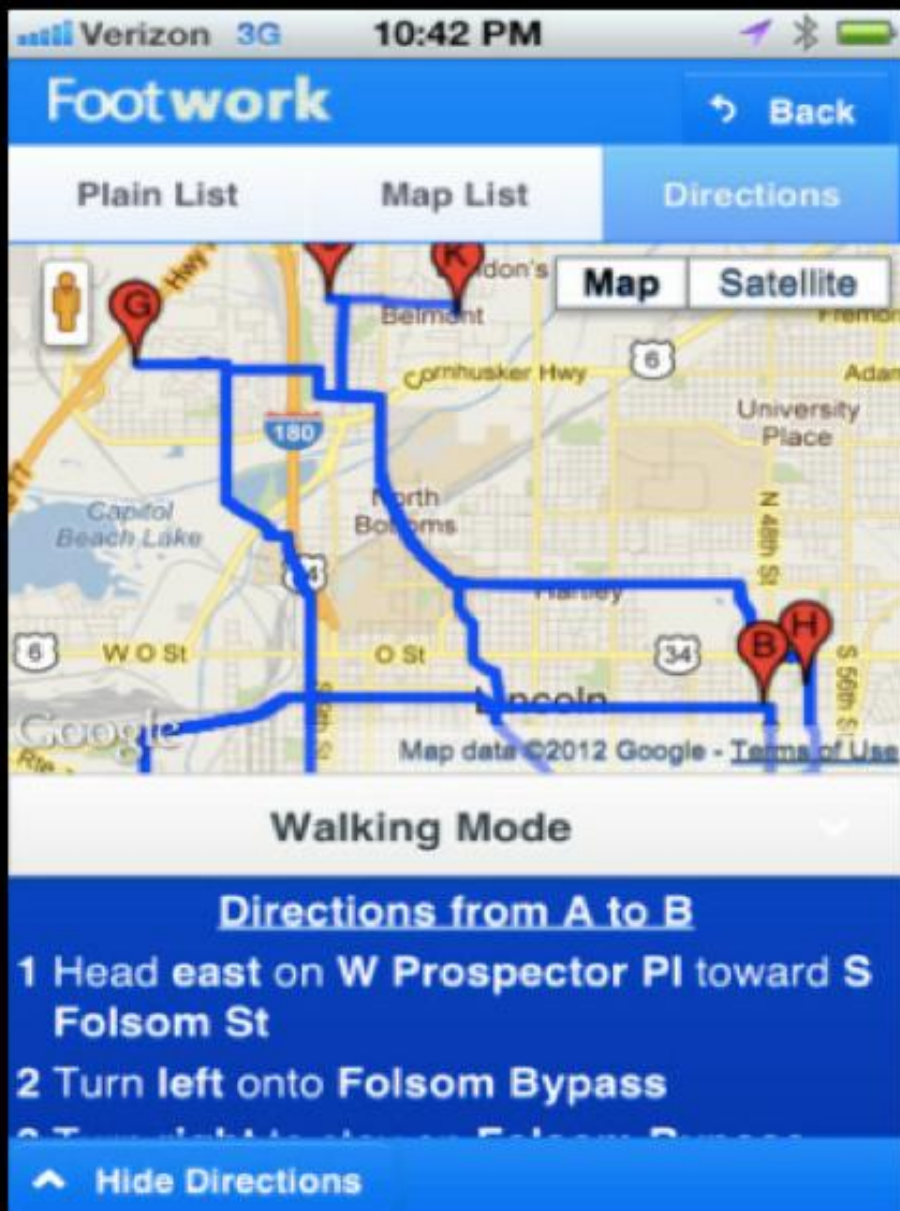 Verizon 3G 10:42 PM
Footwork
Back
Plain List Map List Directions
Map Satellite
G
K
Belmont
6
Cornhusker Hwy
University
Place
180
Capitol
Beach Lake
North
Bottoms
N 48th St
Hartley
B
H
6
W O St
O St
34
S 56th St
Lincoln
Google
Map data ©2012 Google - Terms of Use
Walking Mode
Directions from A to B
1 Head east on W Prospector Pl toward S
Folsom St
2 Turn left onto Folsom Bypass
Hide Directions